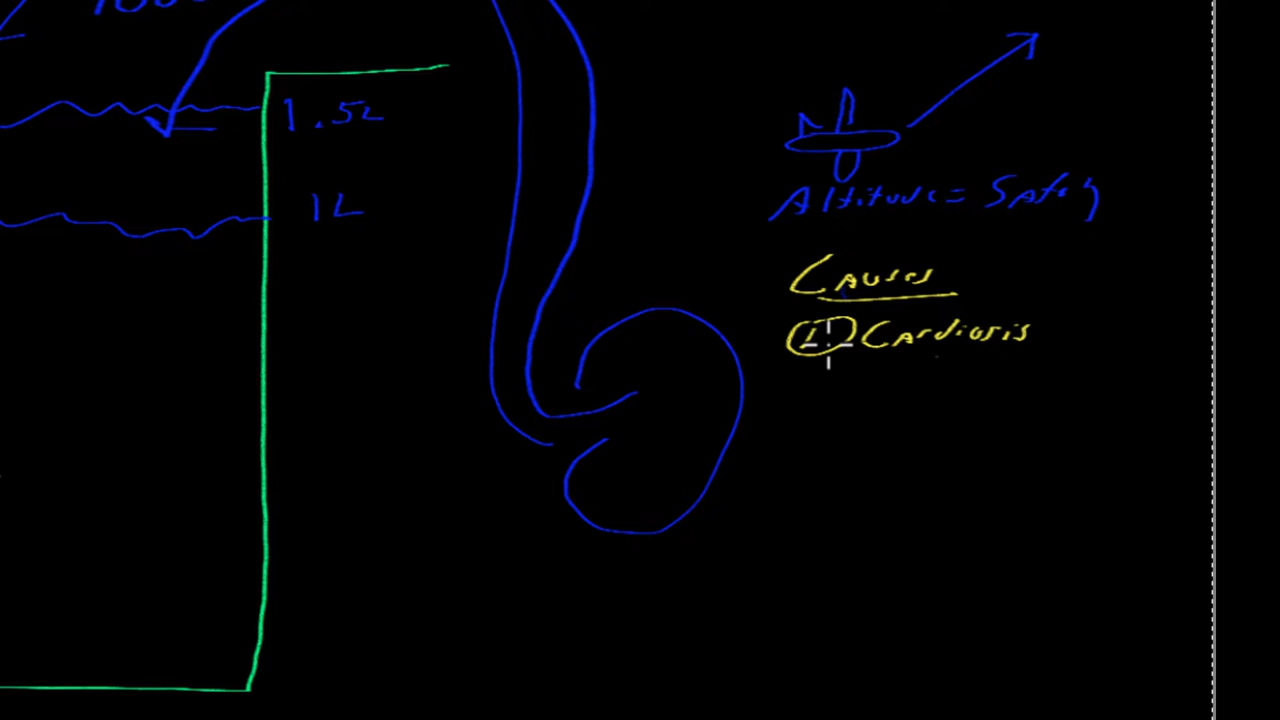 1.5L
1L
Altitude = Safety
Causes
① Cardiosis